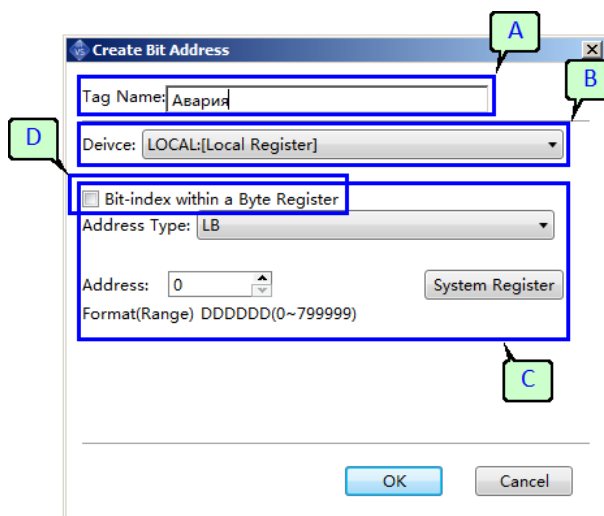 A
Create Bit Address
B
Tag Name: Авария
D
Deivce: LOCAL:[Local Register]
Bit-index within a Byte Register
Address Type: LB
Address: 0 System Register
Format(Range) DDDDDD(0~799999)
C
OK Cancel